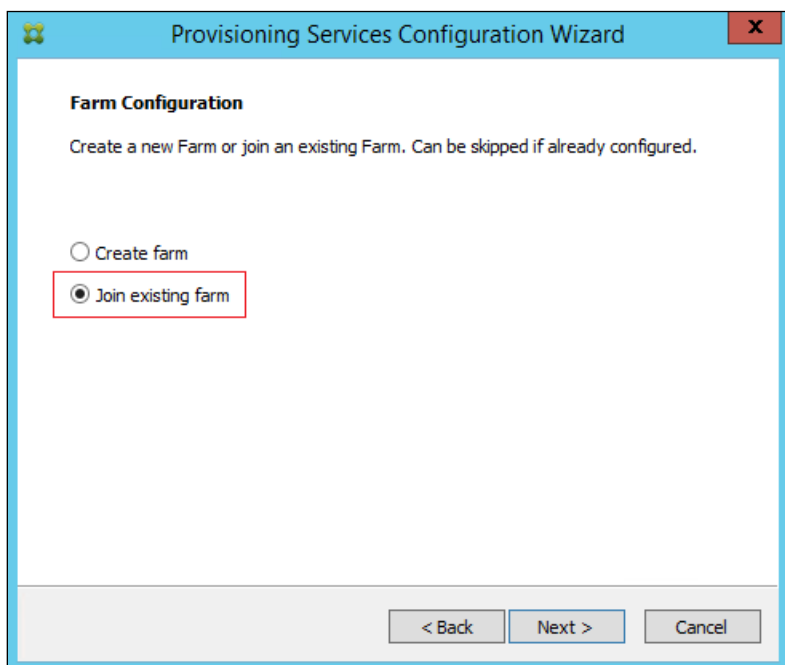 Provisioning Services Configuration Wizard
x
Farm Configuration
Create a new Farm or join an existing Farm. Can be skipped if already configured.
Create farm
Join existing farm
< Back Next > Cancel